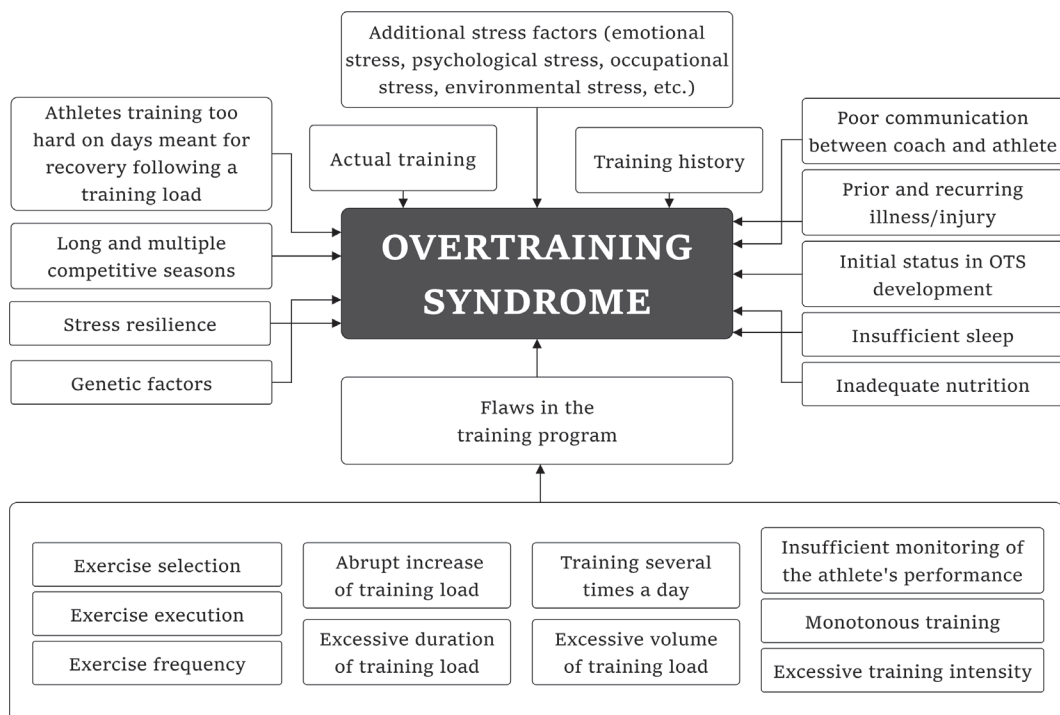 Additional stress factors (emotional
stress, psychological stress, occupational
stress, environmental stress, etc.)
Athletes training too
hard on days meant for
recovery following a
training load
Actual training
Training history
Poor communication
between coach and athlete
Prior and recurring
illness/injury
Long and multiple
competitive seasons
OVERTRAINING
SYNDROME
Initial status in OTS
development
Stress resilience
Insufficient sleep
Genetic factors
Inadequate nutrition
Flaws in the
training program
Exercise selection
Exercise execution
Exercise frequency
Abrupt increase
of training load
Excessive duration
of training load
Training several
times a day
Excessive volume
of training load
Insufficient monitoring of
the athlete's performance
Monotonous training
Excessive training intensity